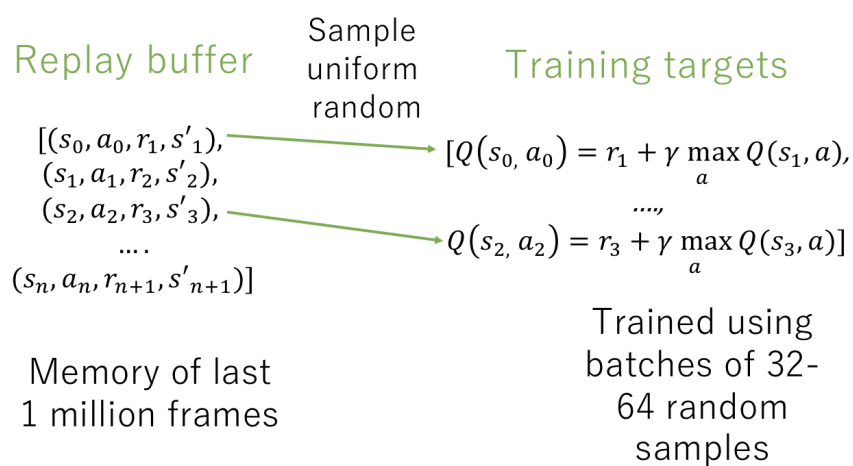 Replay buffer
Sample
uniform
random
Training targets
[(s₀, a₀, r₁, s′₁),
(s₁, a₁, r₂, s′₂),
(s₂, a₂, r₃, s′₃),
... .
(sₙ, aₙ, rₙ₊₁, s′ₙ₊₁)]
[Q(s₀, a₀) = r₁ + γ max Q(s₁, a),
a
....,
Q(s₂, a₂) = r₃ + γ max Q(s₃, a)]
a
Memory of last
1 million frames
Trained using
batches of 32-
64 random
samples